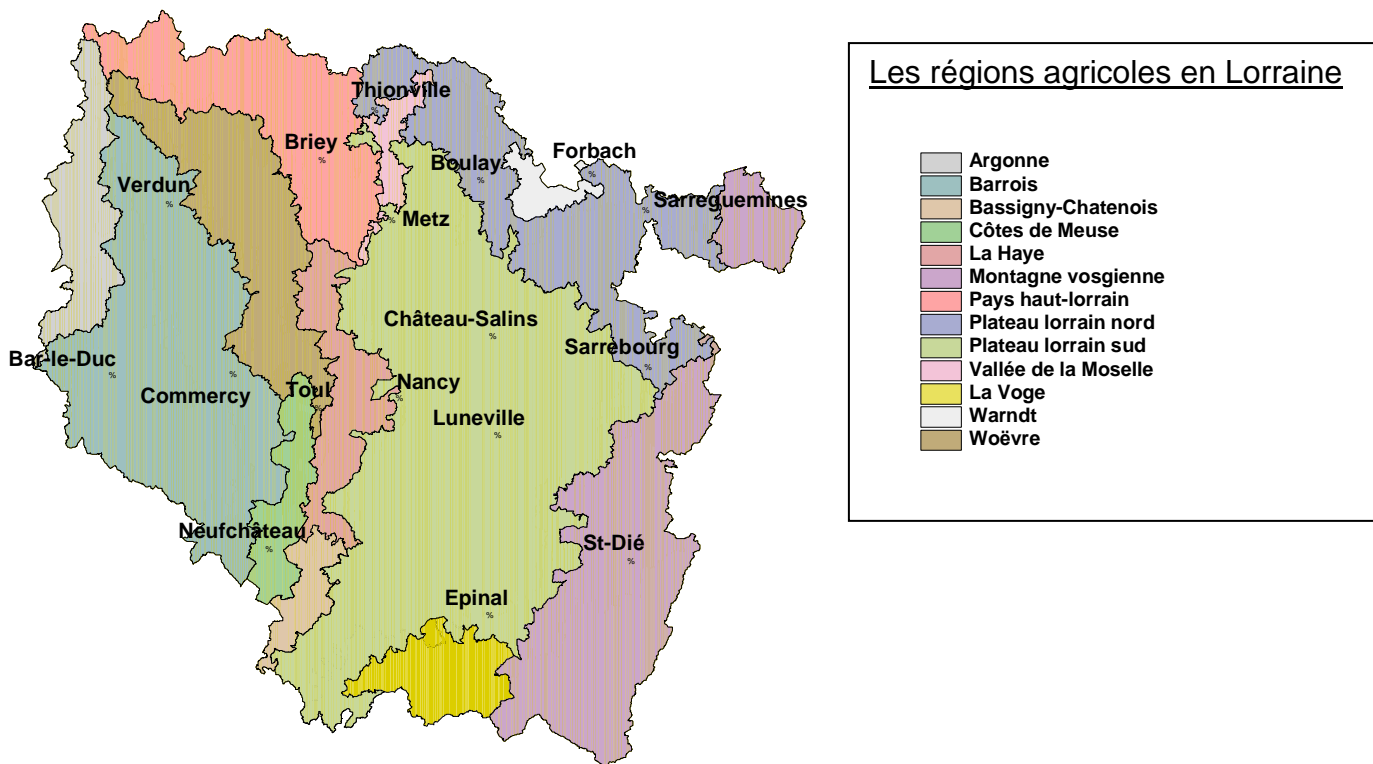 Les régions agricoles en Lorraine
Argonne
Barrois
Bassigny-Chatenois
Côtes de Meuse
La Haye
Montagne vosgienne
Pays haut-lorrain
Plateau lorrain nord
Plateau lorrain sud
Vallée de la Moselle
La Voge
Warndt
Woëvre
Thionville
%
Briey
%
Boulay
%
Forbach
%
Verdun
%
Sarreguemines
%
Metz
%
Château-Salins
%
Bar-le-Duc
%
Sarrebourg
%
Commercy
%
Toul
%
Nancy
%
Luneville
%
Neufchâteau
%
St-Dié
%
Epinal
%